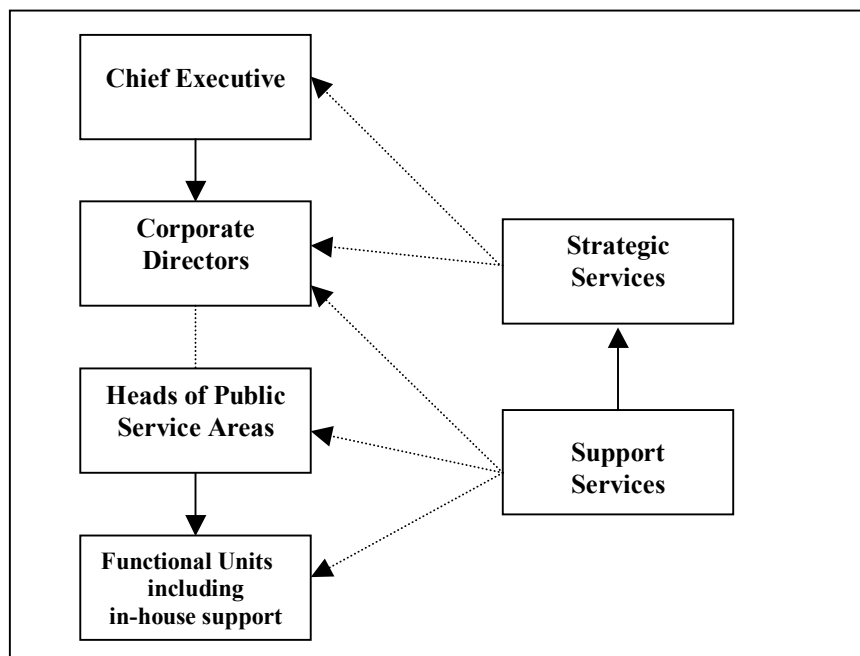 Chief Executive
Corporate
Directors
Strategic
Services
Heads of Public
Service Areas
Support
Services
Functional Units
including
in-house support